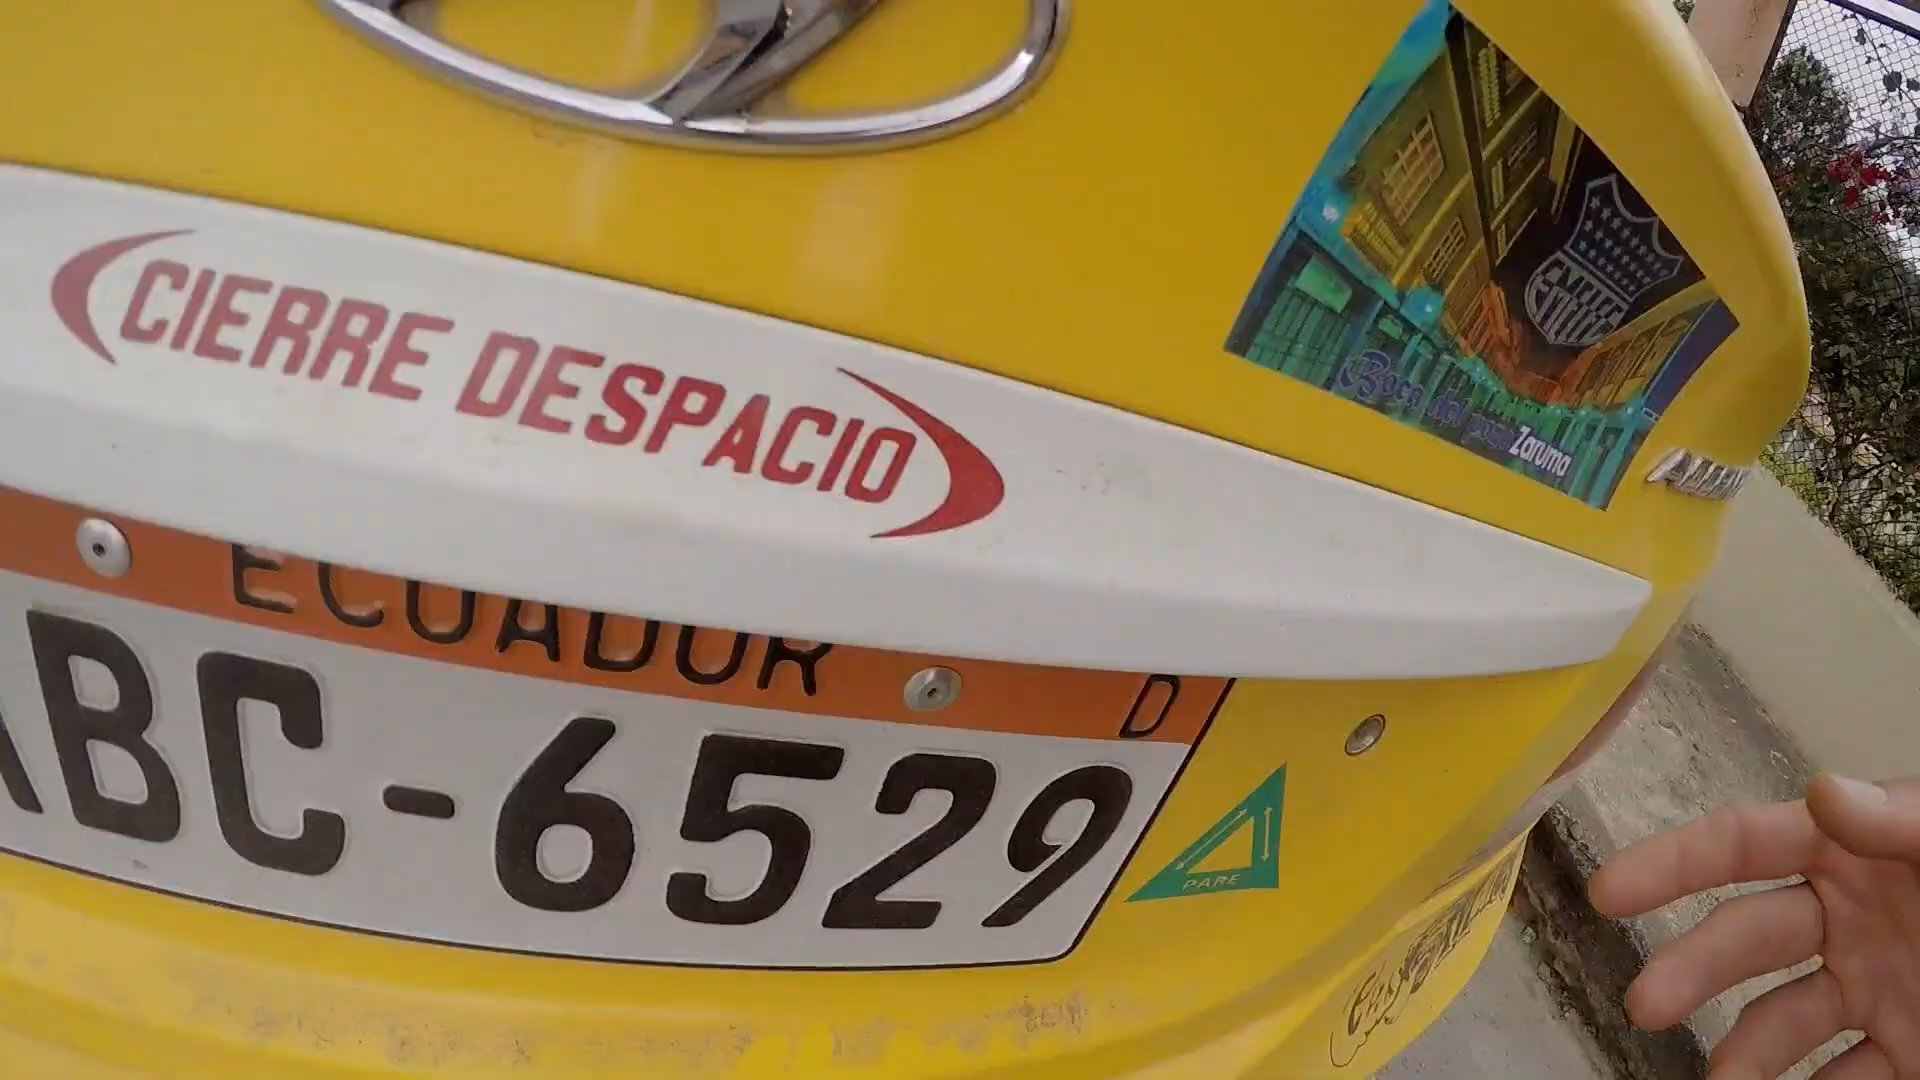 CIERRE DESPACIO
EMELEC
Boca del pozo Zaruma
ECUADOR
D
ABC-6529
PARE